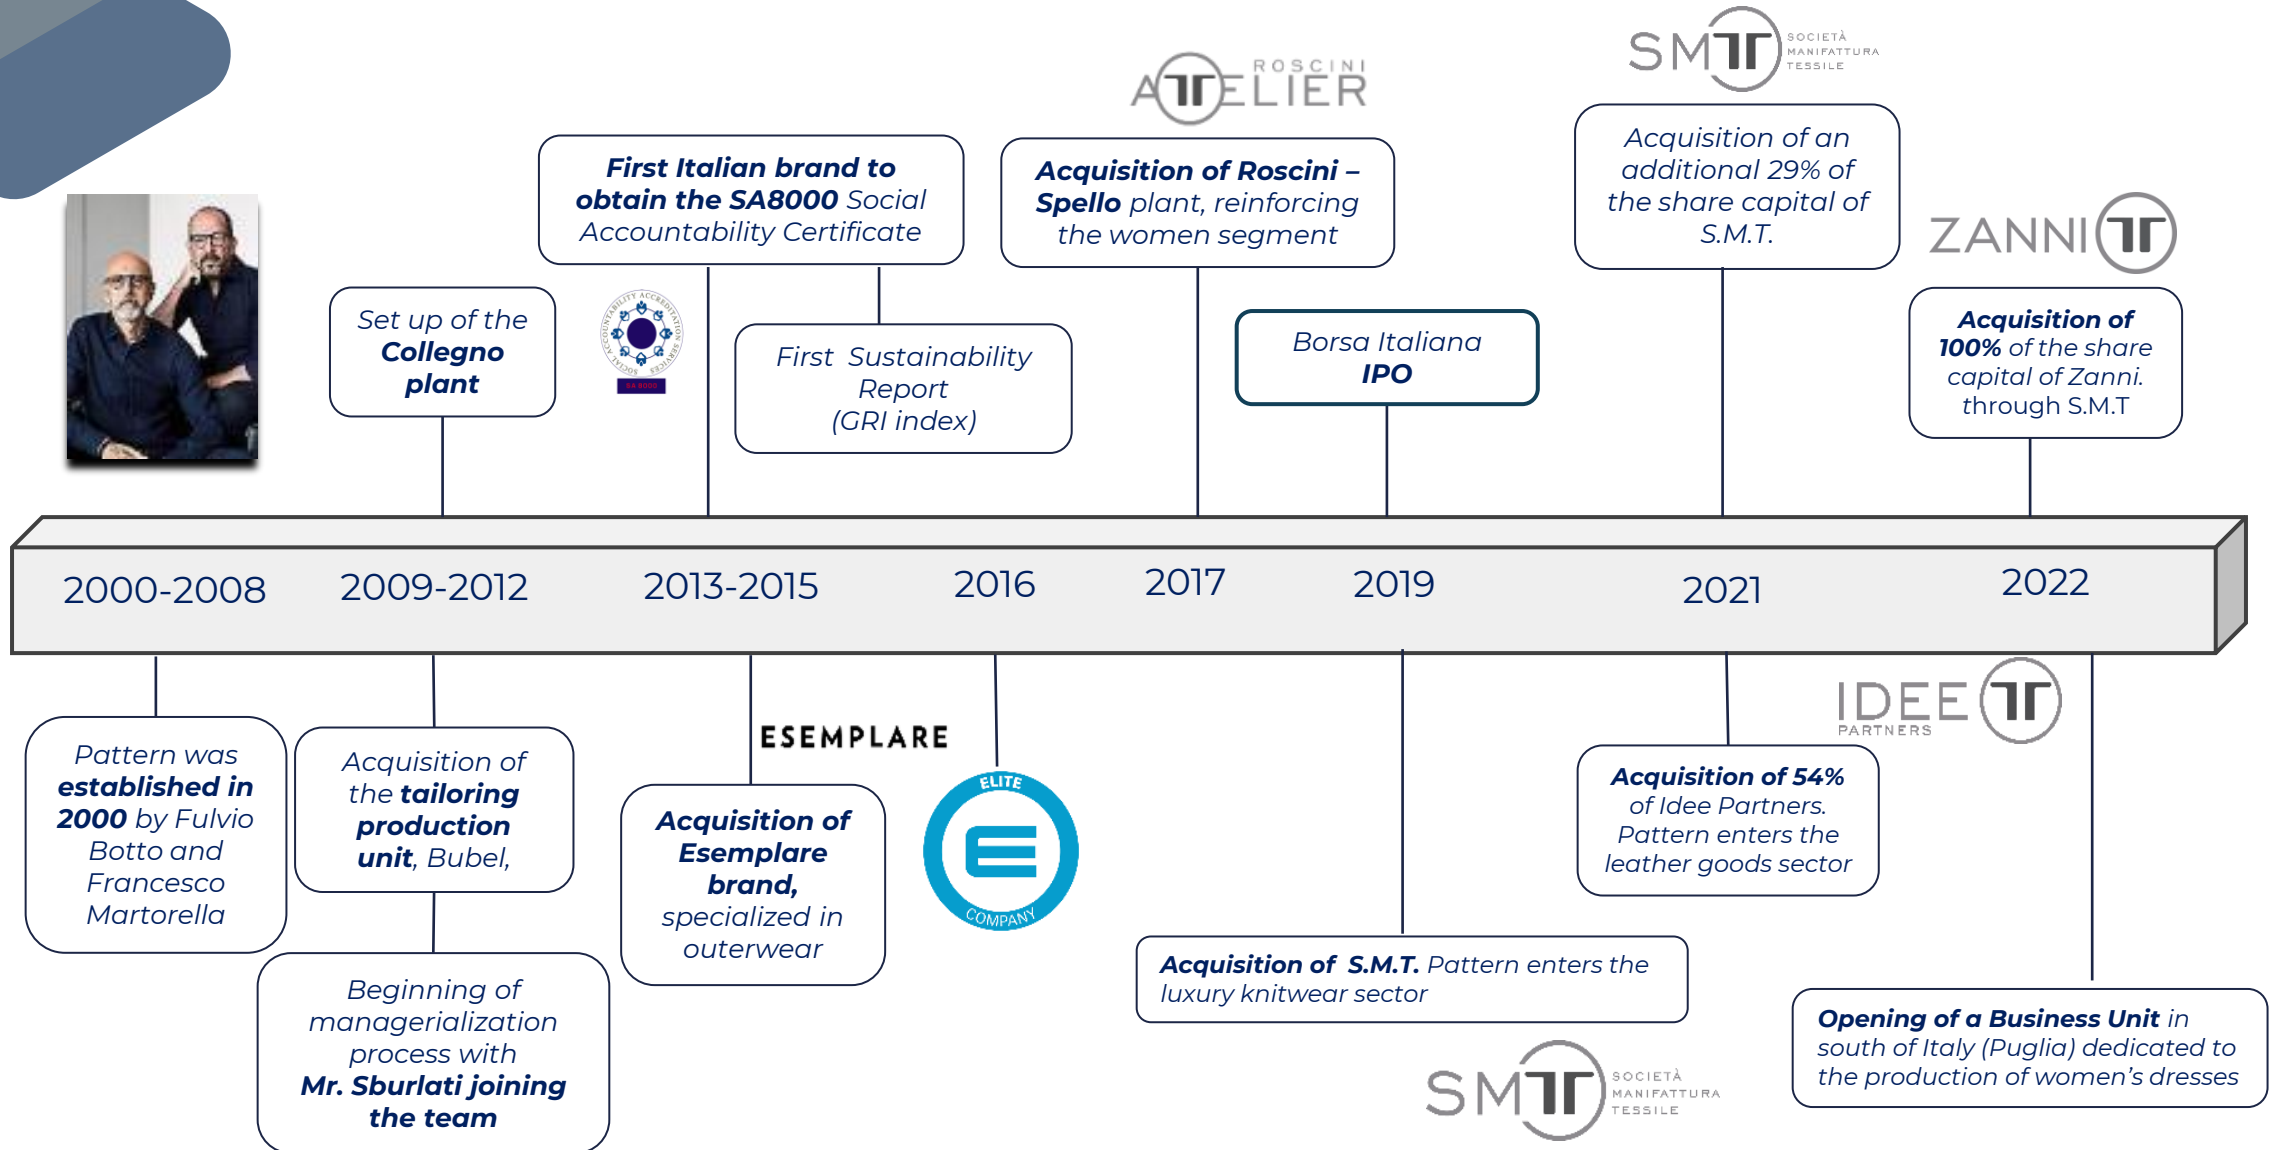 SMT
SOCIETÀ
MANIFATTURA
TESSILE
ROSCINI
ATELIER
Acquisition of an
additional 29% of
the share capital of
S.M.T.
First Italian brand to
obtain the SA8000 Social
Accountability Certificate
Acquisition of Roscini –
Spello plant, reinforcing
the women segment
ZANNI
Set up of the
Collegno
plant
SOCIAL ACCOUNTABILITY ACCREDITATION SERVICES
SA 8000
First  Sustainability
Report
(GRI index)
Borsa Italiana
IPO
Acquisition of
100% of the share
capital of Zanni.
through S.M.T
2000-2008
2009-2012
2013-2015
2016
2017
2019
2021
2022
Pattern was
established in
2000 by Fulvio
Botto and
Francesco
Martorella
Acquisition of
the tailoring
production
unit, Bubel,
Beginning of
managerialization
process with
Mr. Sburlati joining
the team
ESEMPLARE
Acquisition of
Esemplare
brand,
specialized in
outerwear
ELITE
COMPANY
IDEE
PARTNERS
Acquisition of 54%
of Idee Partners.
Pattern enters the
leather goods sector
Acquisition of  S.M.T. Pattern enters the
luxury knitwear sector
SMT
SOCIETÀ
MANIFATTURA
TESSILE
Opening of a Business Unit in
south of Italy (Puglia) dedicated to
the production of women’s dresses